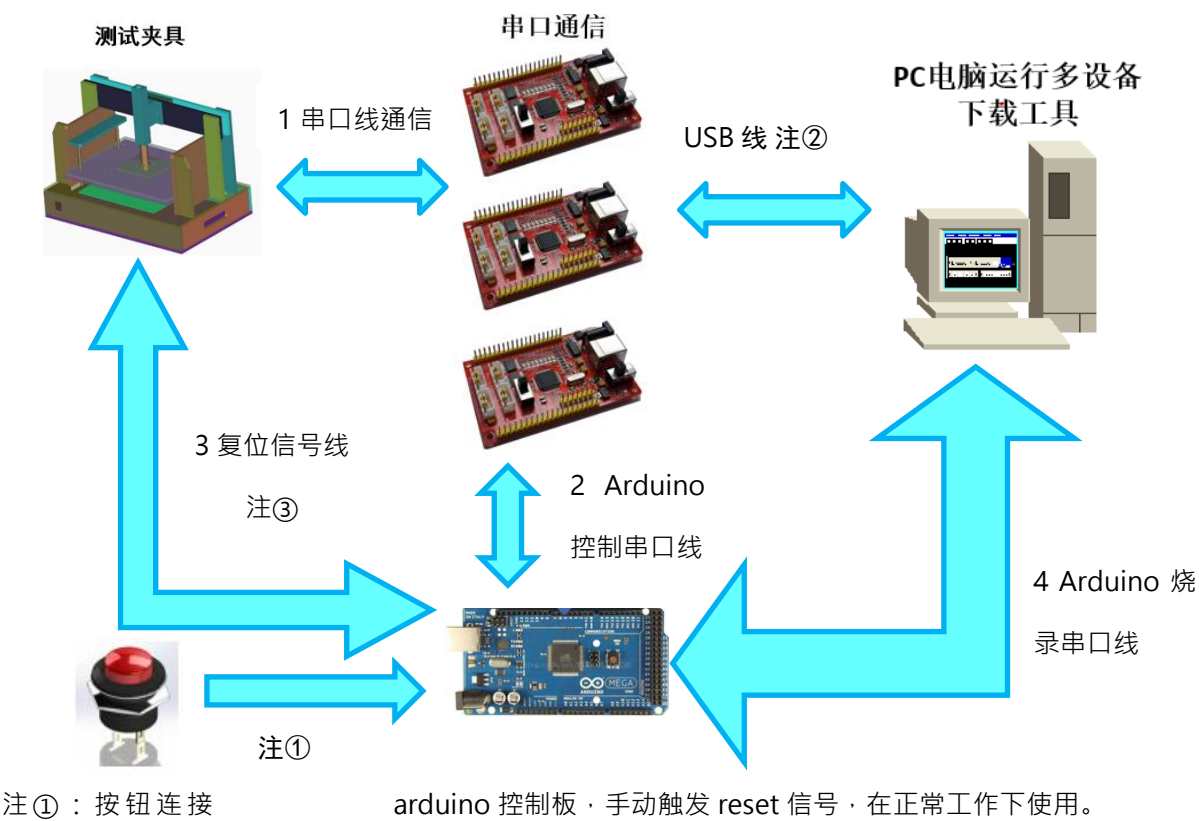 测试夹具
串口通信
PC电脑运行多设备
下载工具
1 串口线通信
USB 线 注②
3 复位信号线
注③
2 Arduino
控制串口线
4 Arduino 烧
录串口线
MEGA
ARDUINO
注①
注①：按钮连接 arduino 控制板，手动触发 reset 信号，在正常工作下使用。